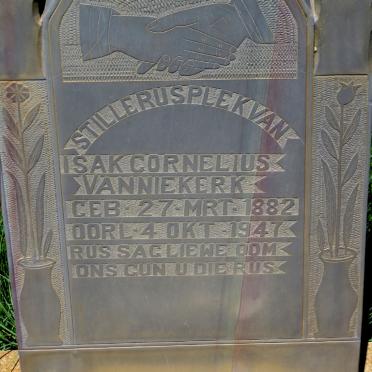 STILLE RUSPLEK VAN
ISAK CORNELIUS
VAN NIEKERK
GEB. 27. MRT. 1882
OORL. 4 OKT. 1947
RUS SAG LIEWE OOM
ONS GUN U DIE RUS